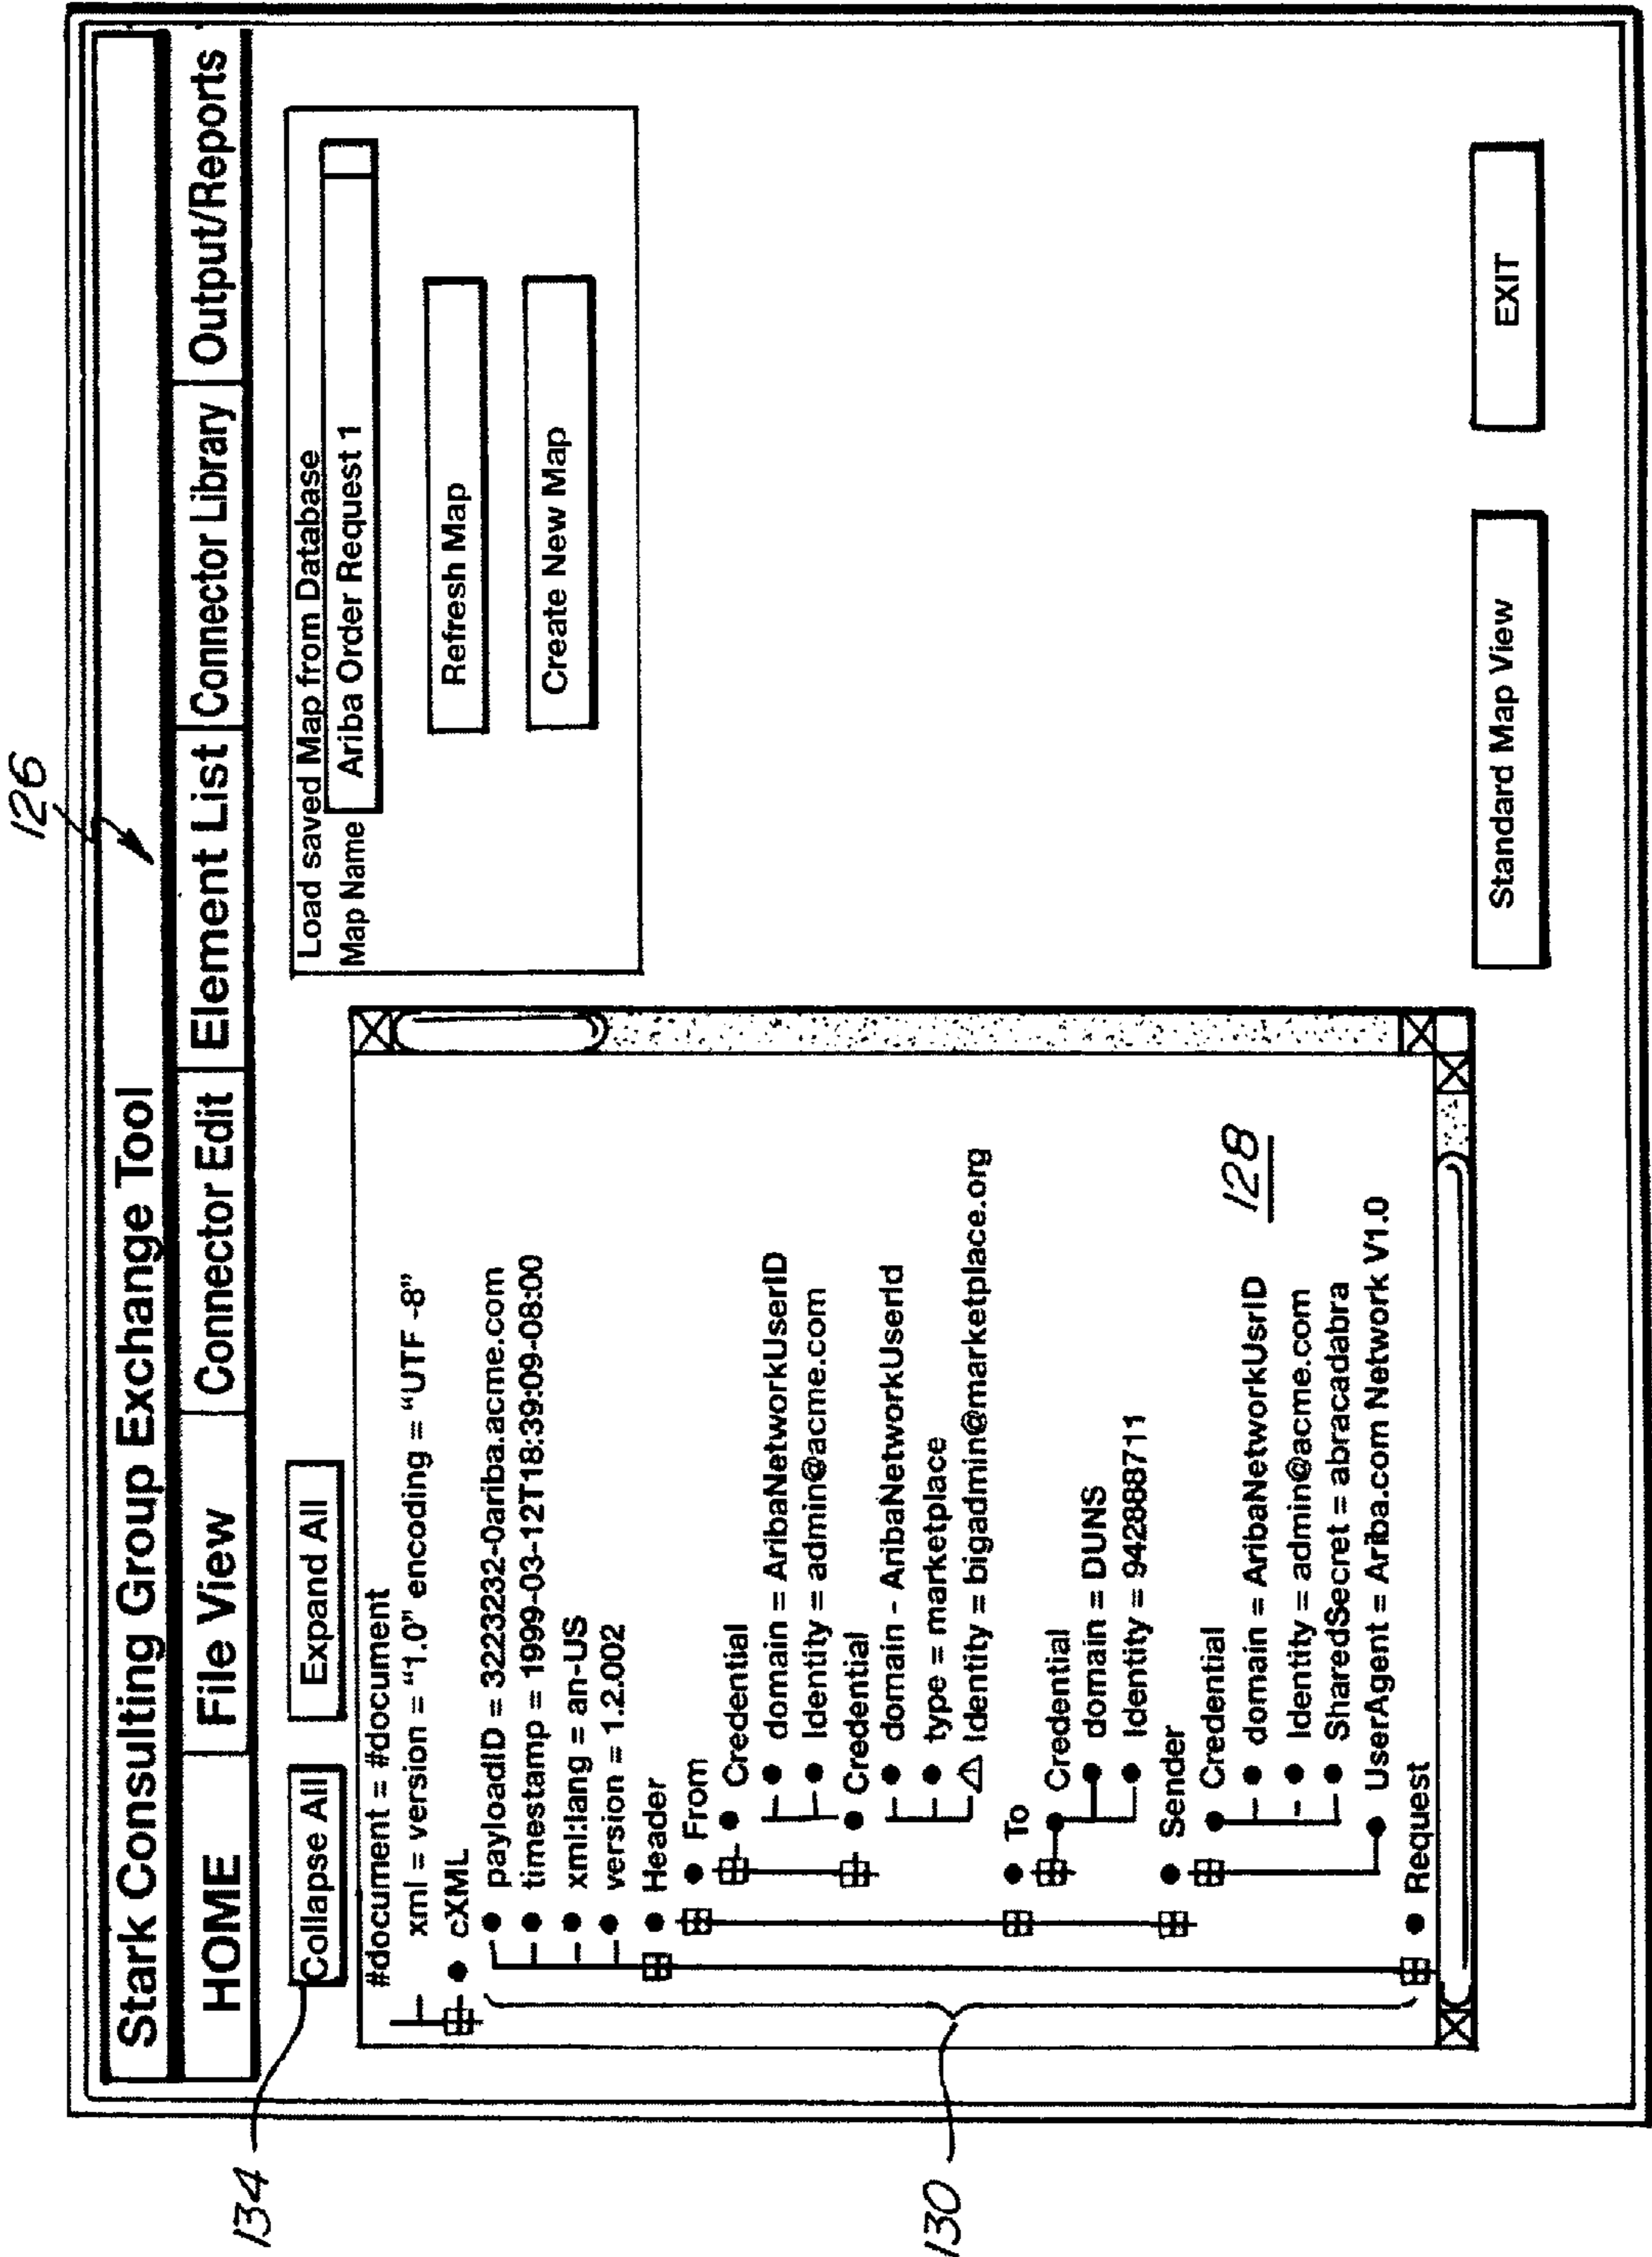 126
Stark Consulting Group Exchange Tool
HOME
File View
Connector Edit
Element List
Connector Library
Output/Reports
134
Collapse All
Expand All
#document = #document
xml = version = “1.0” encoding = “UTF -8”
cXML
payloadID = 3223232-0ariba.acme.com
timestamp = 1999-03-12T18:39:09-08:00
xml:lang = an-US
version = 1.2.002
Header
From
Credential
domain = AribaNetworkUserID
Identity = admin@acme.com
Credential
domain - AribaNetworkUserId
type = marketplace
Identity = bigadmin@marketplace.org
To
Credential
domain = DUNS
Identity = 942888711
Sender
Credential
domain = AribaNetworkUsrID
Identity = admin@acme.com
SharedSecret = abracadabra
UserAgent = Ariba.com Network V1.0
Request
128
130
Load saved Map from Database
Map Name
Ariba Order Request 1
Refresh Map
Create New Map
Standard Map View
EXIT